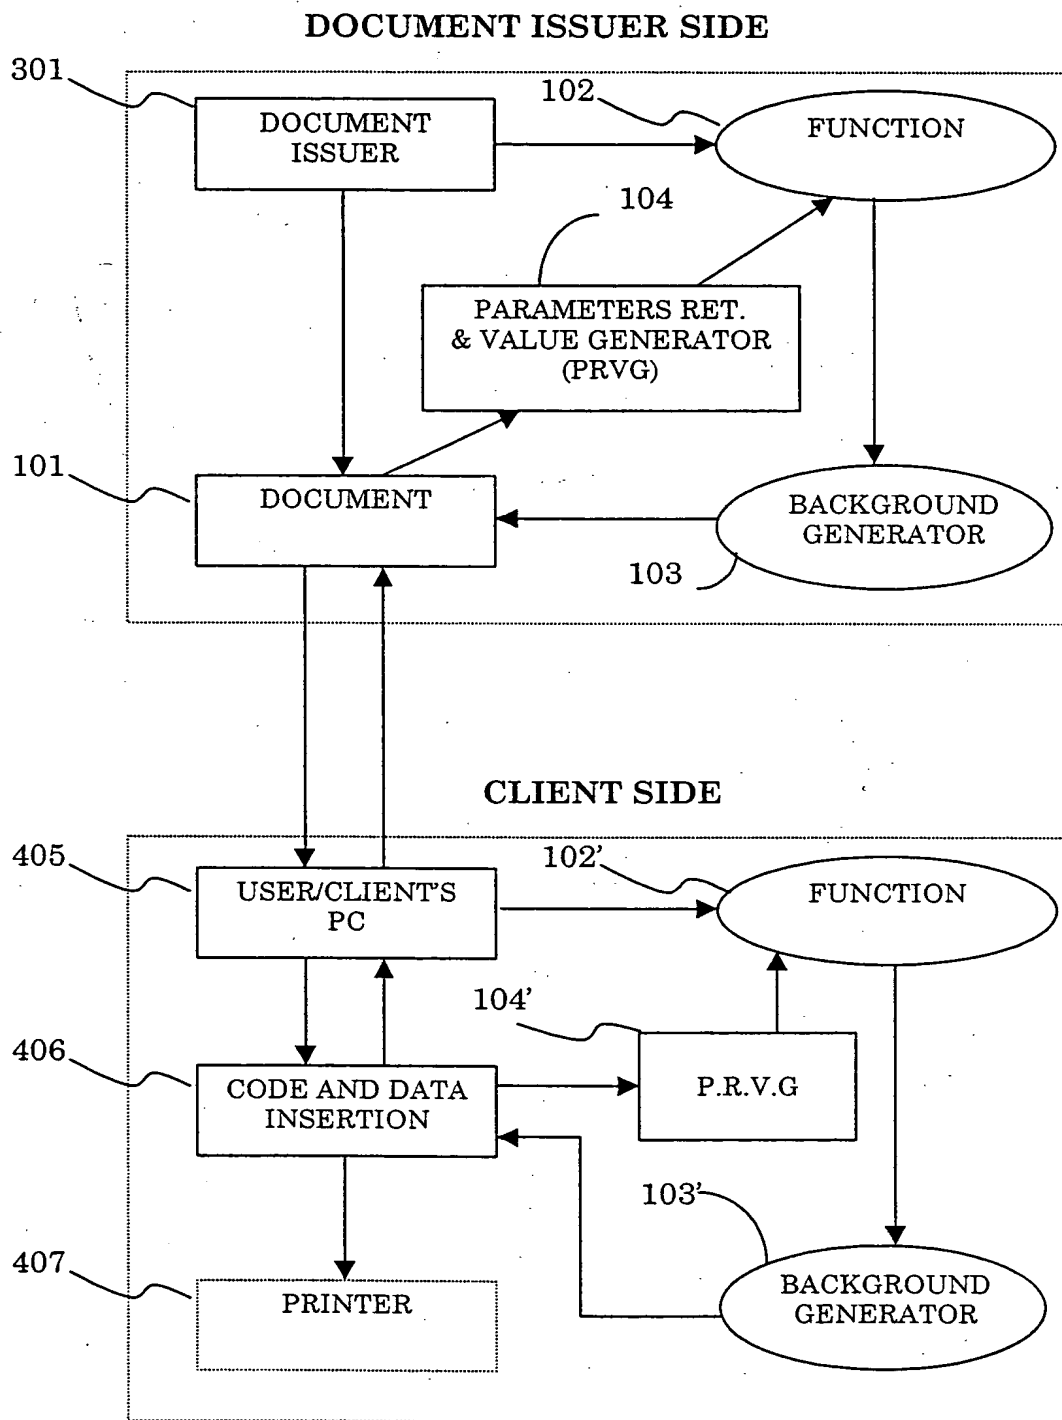 DOCUMENT ISSUER SIDE
301
DOCUMENT
ISSUER
102
FUNCTION
104
PARAMETERS RET.
& VALUE GENERATOR
(PRVG)
101
DOCUMENT
BACKGROUND
GENERATOR
103
CLIENT SIDE
405
USER/CLIENT'S
PC
102'
FUNCTION
104'
406
CODE AND DATA
INSERTION
P.R.V.G
103'
407
PRINTER
BACKGROUND
GENERATOR